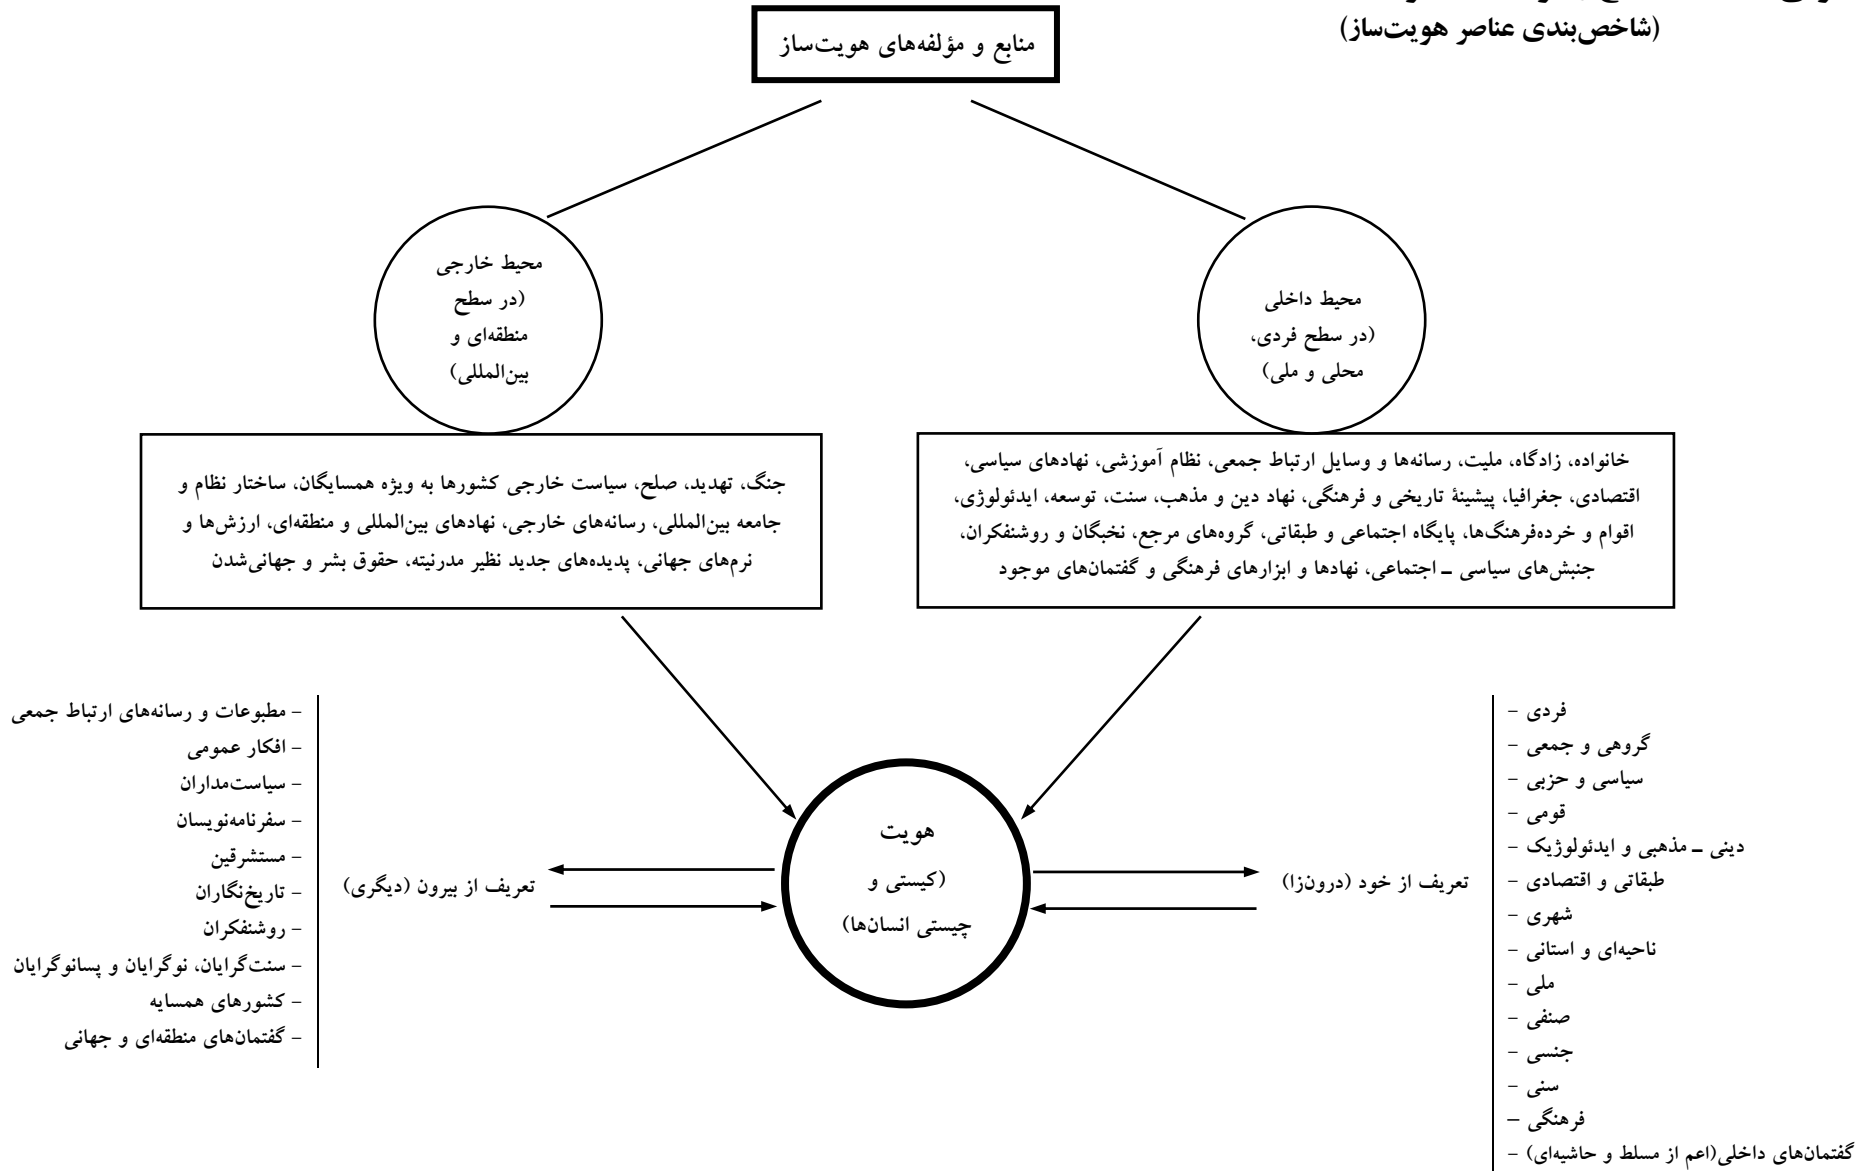 (شاخص‌بندی عناصر هویت‌ساز)
منابع و مؤلفه‌های هویت‌ساز
محیط داخلی
(در سطح فردی،
محلی و ملی)
محیط خارجی
(در سطح
منطقه‌ای و
بین‌المللی)
خانواده، زادگاه، ملیت، رسانه‌ها و وسایل ارتباط جمعی، نظام آموزشی، نهادهای سیاسی،
اقتصادی، جغرافیا، پیشینهٔ تاریخی و فرهنگی، نهاد دین و مذهب، سنت، توسعه، ایدئولوژی،
اقوام و خرده‌فرهنگ‌ها، پایگاه اجتماعی و طبقاتی، گروه‌های مرجع، نخبگان و روشنفکران،
جنبش‌های سیاسی ــ اجتماعی، نهادها و ابزارهای فرهنگی و گفتمان‌های موجود
جنگ، تهدید، صلح، سیاست خارجی کشورها به ویژه همسایگان، ساختار نظام و
جامعه بین‌المللی، رسانه‌های خارجی، نهادهای بین‌المللی و منطقه‌ای، ارزش‌ها و
نرم‌های جهانی، پدیده‌های جدید نظیر مدرنیته، حقوق بشر و جهانی‌شدن
فردی -
گروهی و جمعی -
سیاسی و حزبی -
قومی -
دینی ــ مذهبی و ایدئولوژیک -
طبقاتی و اقتصادی -
شهری -
ناحیه‌ای و استانی -
ملی -
صنفی -
جنسی -
سنی -
فرهنگی –
گفتمان‌های داخلی(اعم از مسلط و حاشیه‌ای) -
تعریف از خود (درون‌زا)
هویت
(کیستی و
چیستی انسان‌ها)
تعریف از بیرون (دیگری)
- مطبوعات و رسانه‌های ارتباط جمعی
- افکار عمومی
- سیاست‌مداران
- سفرنامه‌نویسان
- مستشرقین
- تاریخ‌نگاران
- روشنفکران
- سنت‌گرایان، نوگرایان و پسانوگرایان
- کشورهای همسایه
- گفتمان‌های منطقه‌ای و جهانی